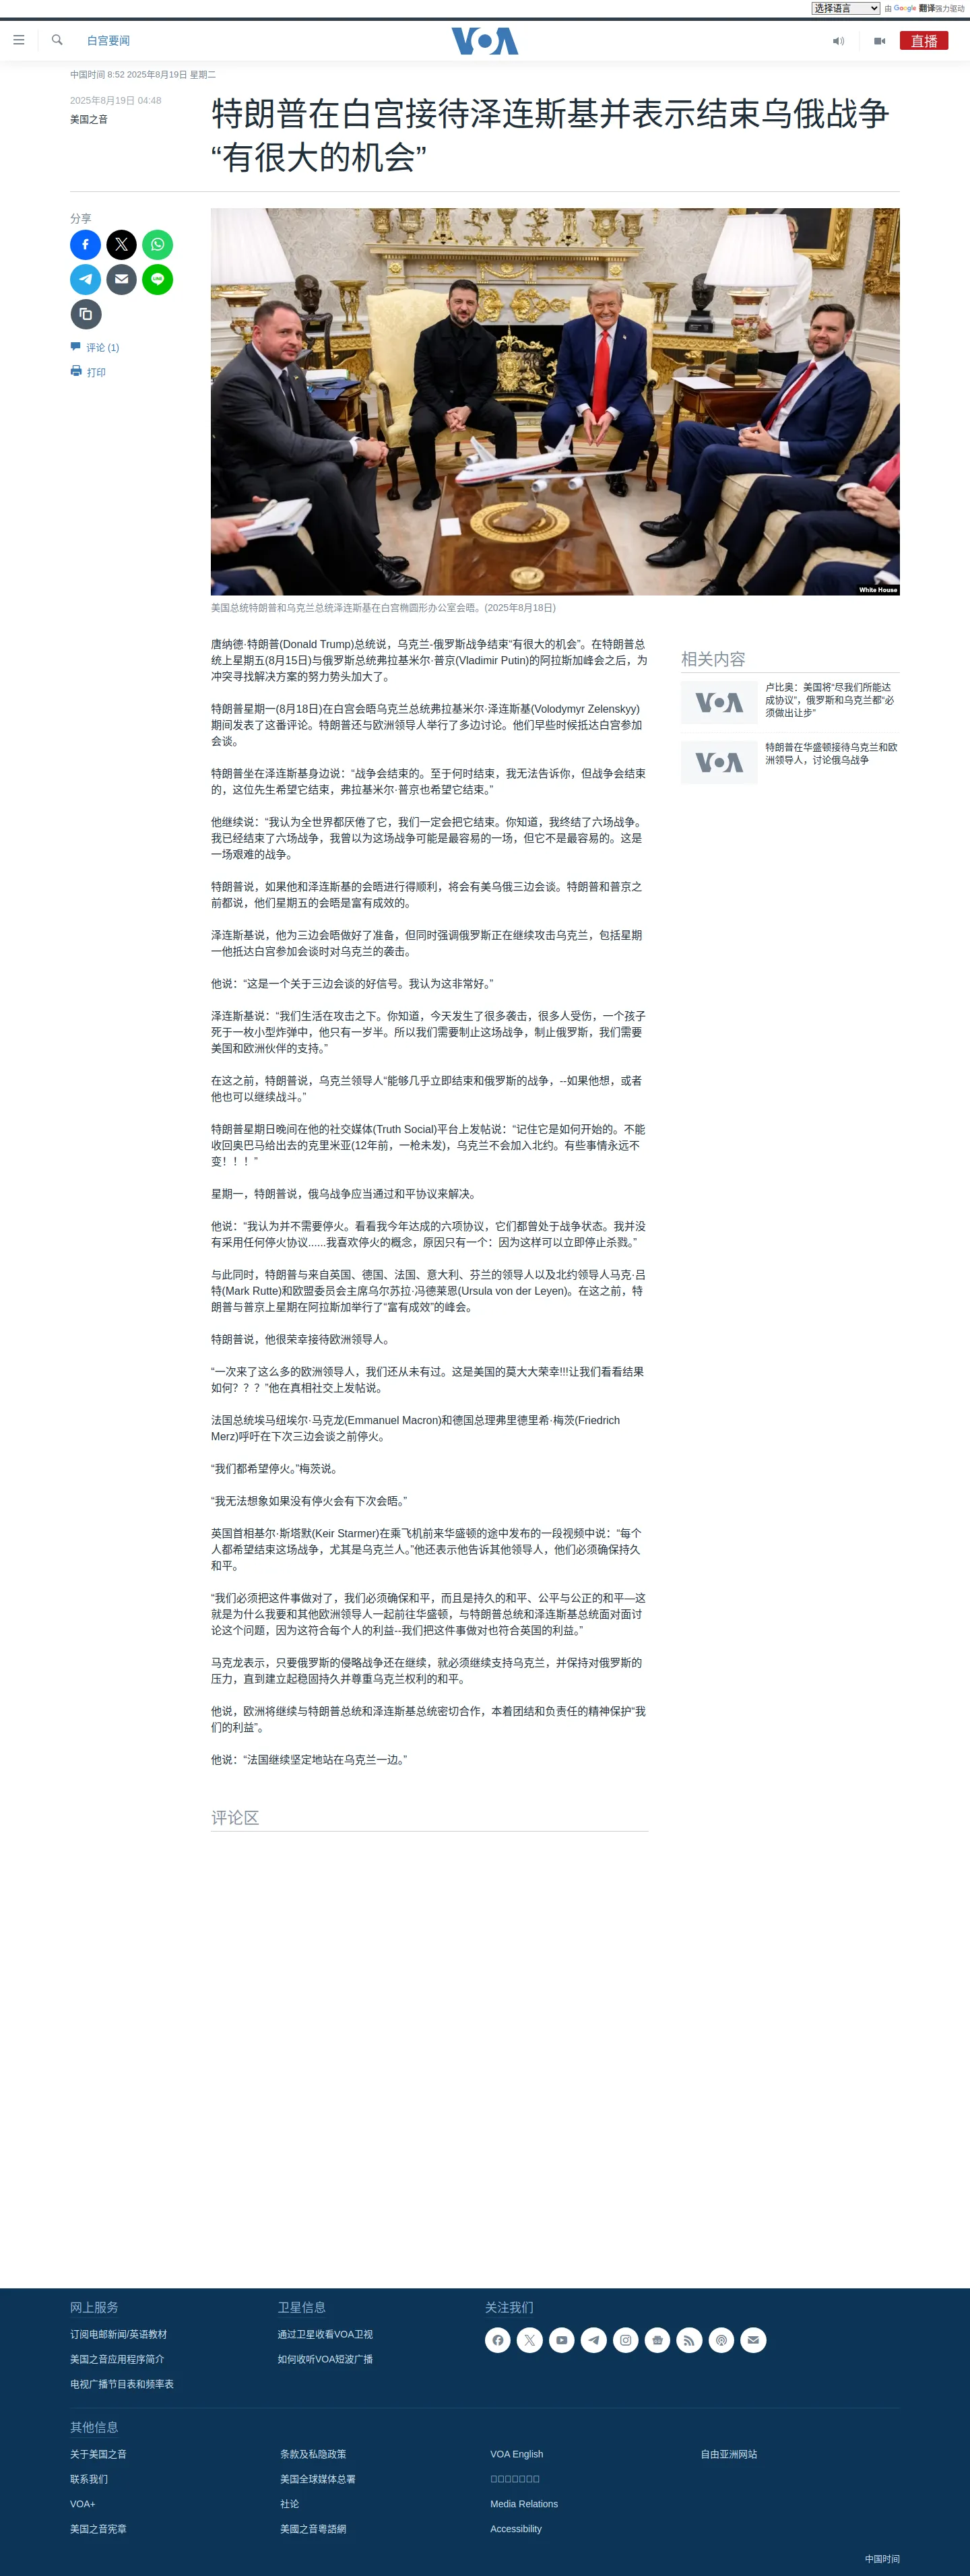 选择语言 由 Google 翻译强力驱动
白宫要闻
VOA
直播
中国时间 8:52 2025年8月19日 星期二
2025年8月19日 04:48
美国之音
特朗普在白宫接待泽连斯基并表示结束乌俄战争
“有很大的机会”
分享
LINE
评论 (1)
打印
White House
美国总统特朗普和乌克兰总统泽连斯基在白宫椭圆形办公室会晤。(2025年8月18日)
唐纳德·特朗普(Donald Trump)总统说，乌克兰-俄罗斯战争结束“有很大的机会”。在特朗普总
统上星期五(8月15日)与俄罗斯总统弗拉基米尔·普京(Vladimir Putin)的阿拉斯加峰会之后，为
冲突寻找解决方案的努力势头加大了。
特朗普星期一(8月18日)在白宫会晤乌克兰总统弗拉基米尔·泽连斯基(Volodymyr Zelenskyy)
期间发表了这番评论。特朗普还与欧洲领导人举行了多边讨论。他们早些时候抵达白宫参加
会谈。
特朗普坐在泽连斯基身边说：“战争会结束的。至于何时结束，我无法告诉你，但战争会结束
的，这位先生希望它结束，弗拉基米尔·普京也希望它结束。”
他继续说：“我认为全世界都厌倦了它，我们一定会把它结束。你知道，我终结了六场战争。
我已经结束了六场战争，我曾以为这场战争可能是最容易的一场，但它不是最容易的。这是
一场艰难的战争。
特朗普说，如果他和泽连斯基的会晤进行得顺利，将会有美乌俄三边会谈。特朗普和普京之
前都说，他们星期五的会晤是富有成效的。
泽连斯基说，他为三边会晤做好了准备，但同时强调俄罗斯正在继续攻击乌克兰，包括星期
一他抵达白宫参加会谈时对乌克兰的袭击。
他说：“这是一个关于三边会谈的好信号。我认为这非常好。”
泽连斯基说：“我们生活在攻击之下。你知道，今天发生了很多袭击，很多人受伤，一个孩子
死于一枚小型炸弹中，他只有一岁半。所以我们需要制止这场战争，制止俄罗斯，我们需要
美国和欧洲伙伴的支持。”
在这之前，特朗普说，乌克兰领导人“能够几乎立即结束和俄罗斯的战争，--如果他想，或者
他也可以继续战斗。”
特朗普星期日晚间在他的社交媒体(Truth Social)平台上发帖说：“记住它是如何开始的。不能
收回奥巴马给出去的克里米亚(12年前，一枪未发)，乌克兰不会加入北约。有些事情永远不
变！！！”
星期一，特朗普说，俄乌战争应当通过和平协议来解决。
他说：“我认为并不需要停火。看看我今年达成的六项协议，它们都曾处于战争状态。我并没
有采用任何停火协议......我喜欢停火的概念，原因只有一个：因为这样可以立即停止杀戮。”
与此同时，特朗普与来自英国、德国、法国、意大利、芬兰的领导人以及北约领导人马克·吕
特(Mark Rutte)和欧盟委员会主席乌尔苏拉·冯德莱恩(Ursula von der Leyen)。在这之前，特
朗普与普京上星期在阿拉斯加举行了“富有成效”的峰会。
特朗普说，他很荣幸接待欧洲领导人。
“一次来了这么多的欧洲领导人，我们还从未有过。这是美国的莫大大荣幸!!!让我们看看结果
如何？？？”他在真相社交上发帖说。
法国总统埃马纽埃尔·马克龙(Emmanuel Macron)和德国总理弗里德里希·梅茨(Friedrich
Merz)呼吁在下次三边会谈之前停火。
“我们都希望停火。”梅茨说。
“我无法想象如果没有停火会有下次会晤。”
英国首相基尔·斯塔默(Keir Starmer)在乘飞机前来华盛顿的途中发布的一段视频中说：“每个
人都希望结束这场战争，尤其是乌克兰人。”他还表示他告诉其他领导人，他们必须确保持久
和平。
“我们必须把这件事做对了，我们必须确保和平，而且是持久的和平、公平与公正的和平—这
就是为什么我要和其他欧洲领导人一起前往华盛顿，与特朗普总统和泽连斯基总统面对面讨
论这个问题，因为这符合每个人的利益--我们把这件事做对也符合英国的利益。”
马克龙表示，只要俄罗斯的侵略战争还在继续，就必须继续支持乌克兰，并保持对俄罗斯的
压力，直到建立起稳固持久并尊重乌克兰权利的和平。
他说，欧洲将继续与特朗普总统和泽连斯基总统密切合作，本着团结和负责任的精神保护“我
们的利益”。
他说：“法国继续坚定地站在乌克兰一边。”
相关内容
VOA
卢比奥：美国将“尽我们所能达
成协议”，俄罗斯和乌克兰都“必
须做出让步”
VOA
特朗普在华盛顿接待乌克兰和欧
洲领导人，讨论俄乌战争
评论区
网上服务
订阅电邮新闻/英语教材
美国之音应用程序简介
电视广播节目表和频率表
卫星信息
通过卫星收看VOA卫视
如何收听VOA短波广播
关注我们
其他信息
关于美国之音
联系我们
VOA+
美国之音宪章
条款及私隐政策
美国全球媒体总署
社论
美國之音粵語網
VOA English
Media Relations
Accessibility
自由亚洲网站
中国时间